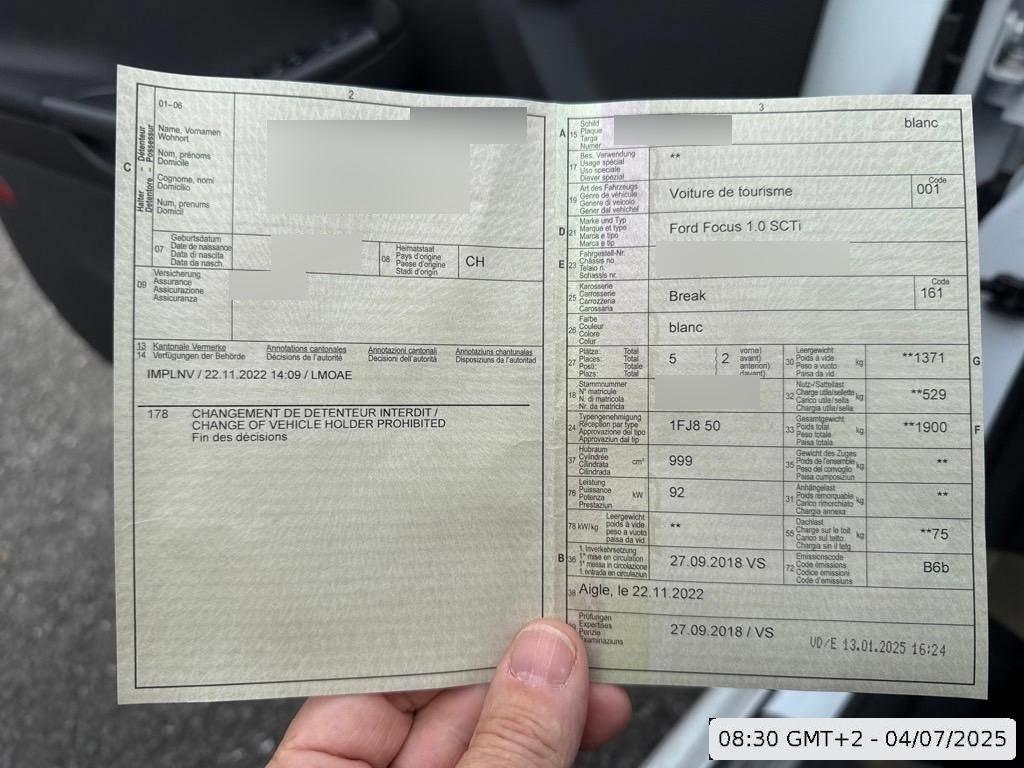 2
01-06
Halter - Détenteur
Detentore - Possessur
C
Name, Vornamen
Wohnort
Nom, prénoms
Domicile
Cognome, nomi
Domicilio
Num, prenums
Domicil
07
Geburtsdatum
Date de naissance
Data di nascita
Data da nasch.
08
Heimatstaat
Pays d'origine
Paese d'origine
Stadi d'origin
CH
09
Versicherung
Assurance
Assicurazione
Assicuranza
13 Kantonale Vermerke Annotations cantonales Annotazioni cantonali Annotaziuns chantunalas
14 Verfügungen der Behörde Décisions de l'autorité Decisioni dell'autorità Disposiziuns da l'autoritad
IMPLNV / 22.11.2022 14:09 / LMOAE
178 CHANGEMENT DE DETENTEUR INTERDIT /
CHANGE OF VEHICLE HOLDER PROHIBITED
Fin des décisions
3
A 15
Schild
Plaque
Targa
Numer
blanc
17
Bes. Verwendung
Usage spécial
Uso speciale
Diever spezial
**
19
Art des Fahrzeugs
Genre de véhicule
Genere di veicolo
Gener dal vehichel
Voiture de tourisme
Code
001
D 21
Marke und Typ
Marque et type
Marca e tipo
Marca e tip
Ford Focus 1.0 SCTi
E 23
Fahrgestell-Nr.
Châssis no
Telaio n.
Schassis nr.
25
Karosserie
Carrosserie
Carrozzeria
Carossaria
Break
Code
161
26
Farbe
Couleur
Colore
Colur
blanc
27
Plätze: Total
Places: Total
Posti: Totale
Plazs: Total
5
2
vorne)
avant)
anteriori)
davant)
30
Leergewicht
Poids à vide
Peso a vuoto
Paisa da vid
kg
**1371
G
18
Stammnummer
N° matricule
N. di matricola
Nr. da matricla
32
Nutz-/Sattellast
Charge utile/sellette
Carico utile/sella
Chargia utila/sella
kg
**529
24
Typengenehmigung
Réception par type
Approvazione del tipo
Approvaziun dal tip
1FJ8 50
33
Gesamtgewicht
Poids total
Peso totale
Paisa totala
kg
**1900
F
37
Hubraum
Cylindrée
Cilindrata
Cilindrada
cm³
999
35
Gewicht des Zuges
Poids de l'ensemble
Peso del convoglio
Paisa cumposiziun
kg
**
76
Leistung
Puissance
Potenza
Prestaziun
kW
92
31
Anhängelast
Poids remorquable
Carico rimorchiato
Chargia annexa
kg
**
78 kW/kg
Leergewicht
poids à vide
peso a vuoto
paisa da vid
**
55
Dachlast
Charge sur le toit
Carico sul tetto
Chargia sin il tetg
kg
**75
B 36
1. Inverkehrsetzung
1re mise en circulation
1a messa in circolazione
1. entrada en circulaziun
27.09.2018 VS
72
Emissionscode
Code émissions
Codice emissioni
Code d'emissiuns
B6b
38 Aigle, le 22.11.2022
Prüfungen
Expertises
Perizie
Examinaziuns
27.09.2018 / VS
VD/E 13.01.2025 16:24
08:30 GMT+2 - 04/07/2025